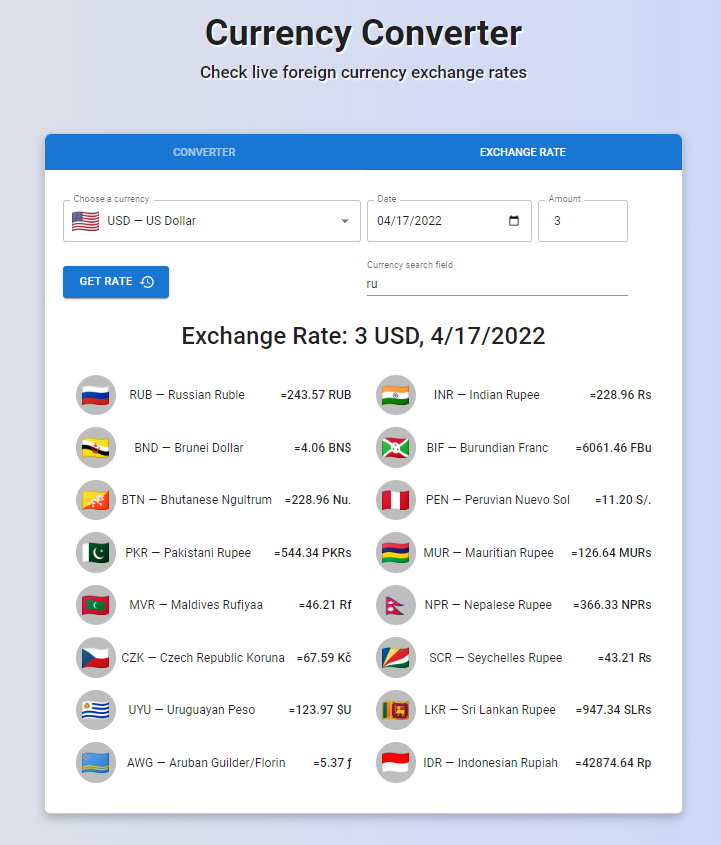 Currency Converter
Check live foreign currency exchange rates
CONVERTER EXCHANGE RATE
Choose a currency Date Amount
USD — US Dollar 04/17/2022 3
GET RATE
Currency search field
ru
Exchange Rate: 3 USD, 4/17/2022
RUB — Russian Ruble =243.57 RUB INR — Indian Rupee =228.96 Rs
BND — Brunei Dollar =4.06 BN$ BIF — Burundian Franc =6061.46 FBu
BTN — Bhutanese Ngultrum =228.96 Nu. PEN — Peruvian Nuevo Sol =11.20 S/.
PKR — Pakistani Rupee =544.34 PKRs MUR — Mauritian Rupee =126.64 MURs
MVR — Maldives Rufiyaa =46.21 Rf NPR — Nepalese Rupee =366.33 NPRs
CZK — Czech Republic Koruna =67.59 Kč SCR — Seychelles Rupee =43.21 ₨
UYU — Uruguayan Peso =123.97 $U LKR — Sri Lankan Rupee =947.34 SLRs
AWG — Aruban Guilder/Florin =5.37 ƒ IDR — Indonesian Rupiah =42874.64 Rp